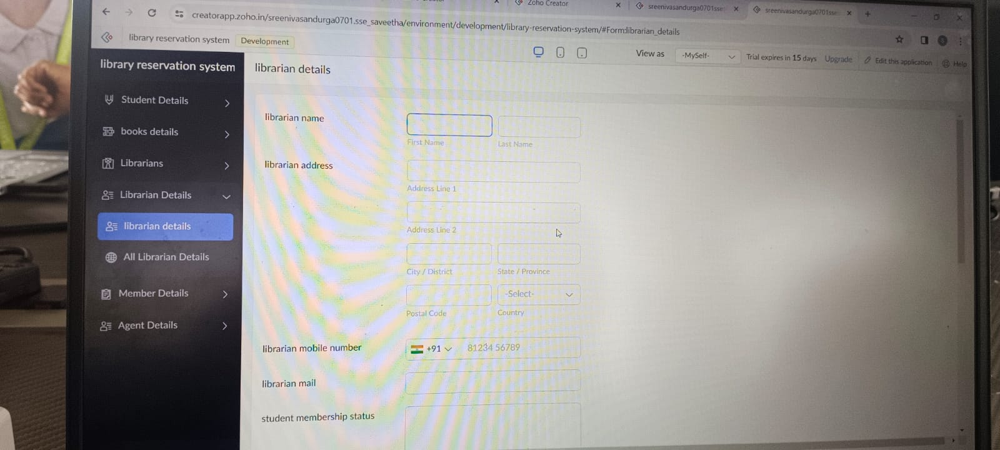 Zoho Creator
sreenivasandurga0701sse
sreenivasandurga0701sse
creatorapp.zoho.in/sreenivasandurga0701.sse_saveetha/environment/development/library-reservation-system/#Form:librarian_details
library reservation system
Development
View as
-MySelf-
Trial expires in 15 days
Upgrade
Edit this application
Help
library reservation system
Student Details
books details
Librarians
Librarian Details
librarian details
All Librarian Details
Member Details
Agent Details
librarian details
librarian name
First Name
Last Name
librarian address
Address Line 1
Address Line 2
City / District
State / Province
-Select-
Postal Code
Country
librarian mobile number
+91
81234 56789
librarian mail
student membership status